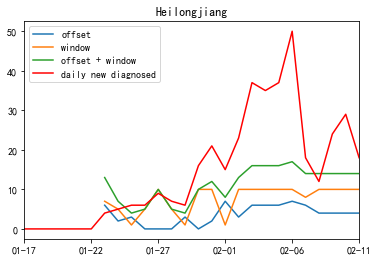 Heilongjiang
offset
window
offset + window
daily new diagnosed
50
40
30
20
10
0
01-17
01-22
01-27
02-01
02-06
02-11